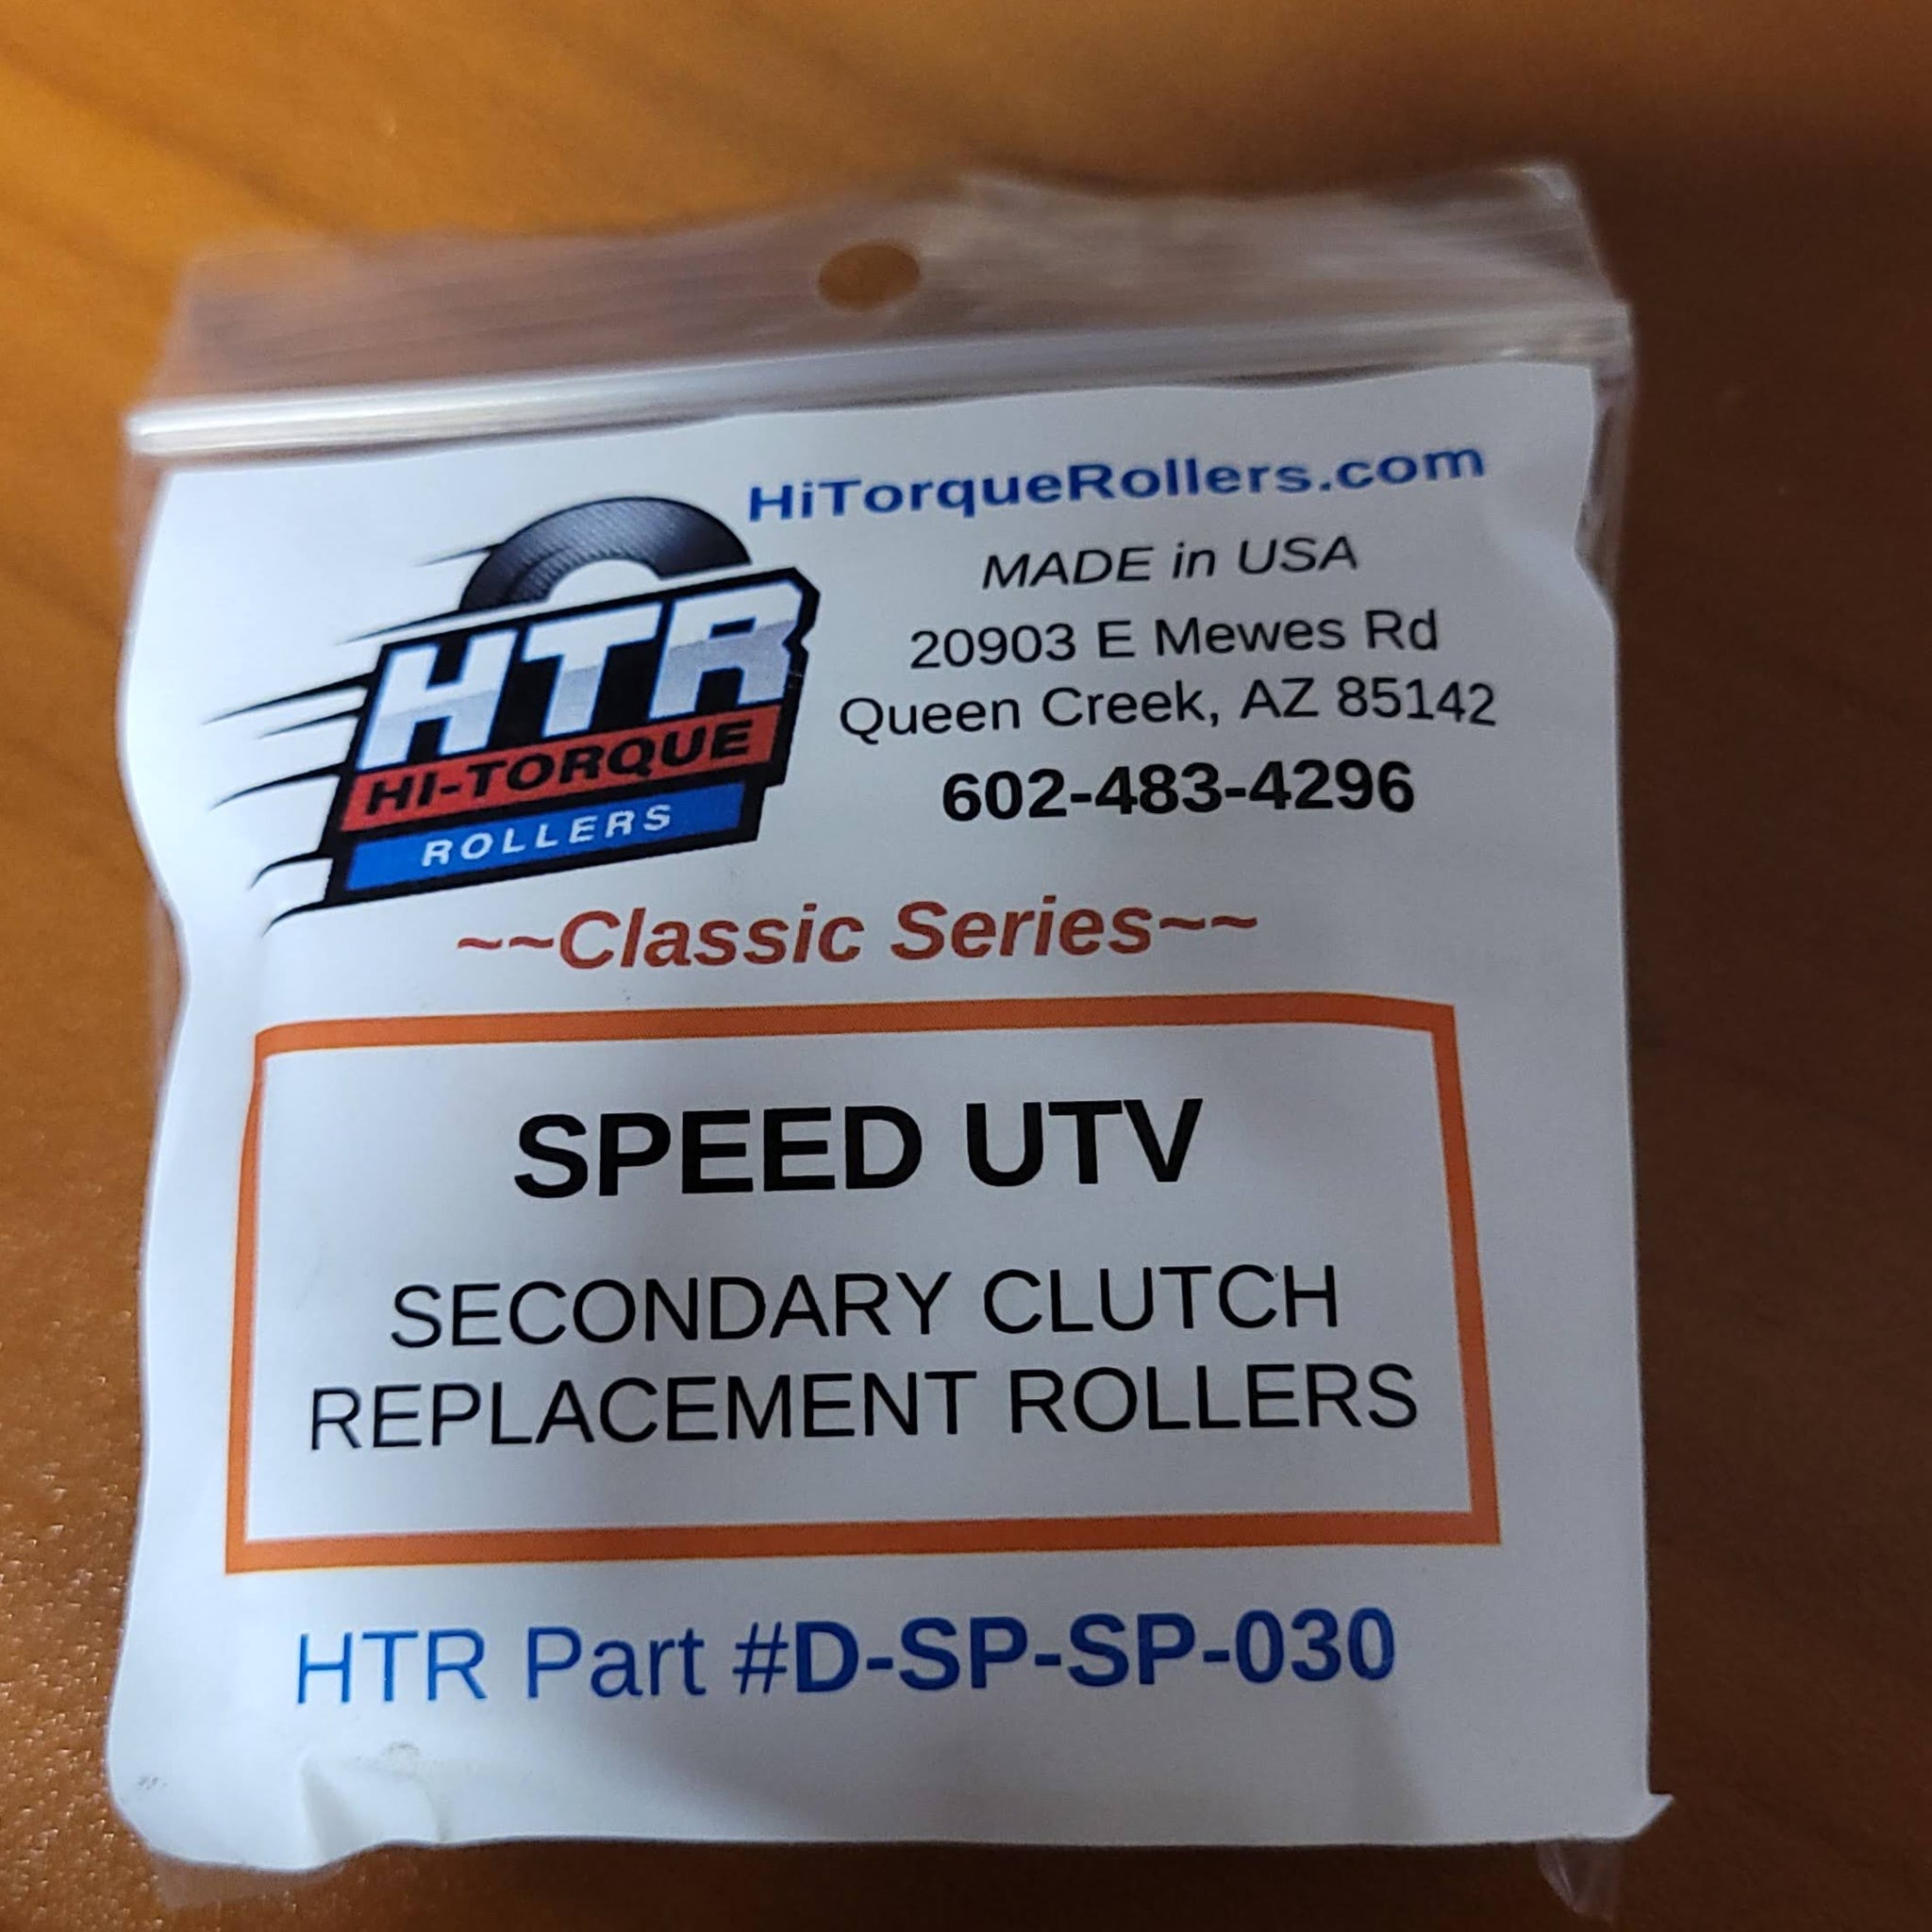 HiTorqueRollers.com
MADE in USA
20903 E Mewes Rd
Queen Creek, AZ 85142
602-483-4296
HTR
HI-TORQUE
ROLLERS
~~Classic Series~~
SPEED UTV
SECONDARY CLUTCH
REPLACEMENT ROLLERS
HTR Part #D-SP-SP-030